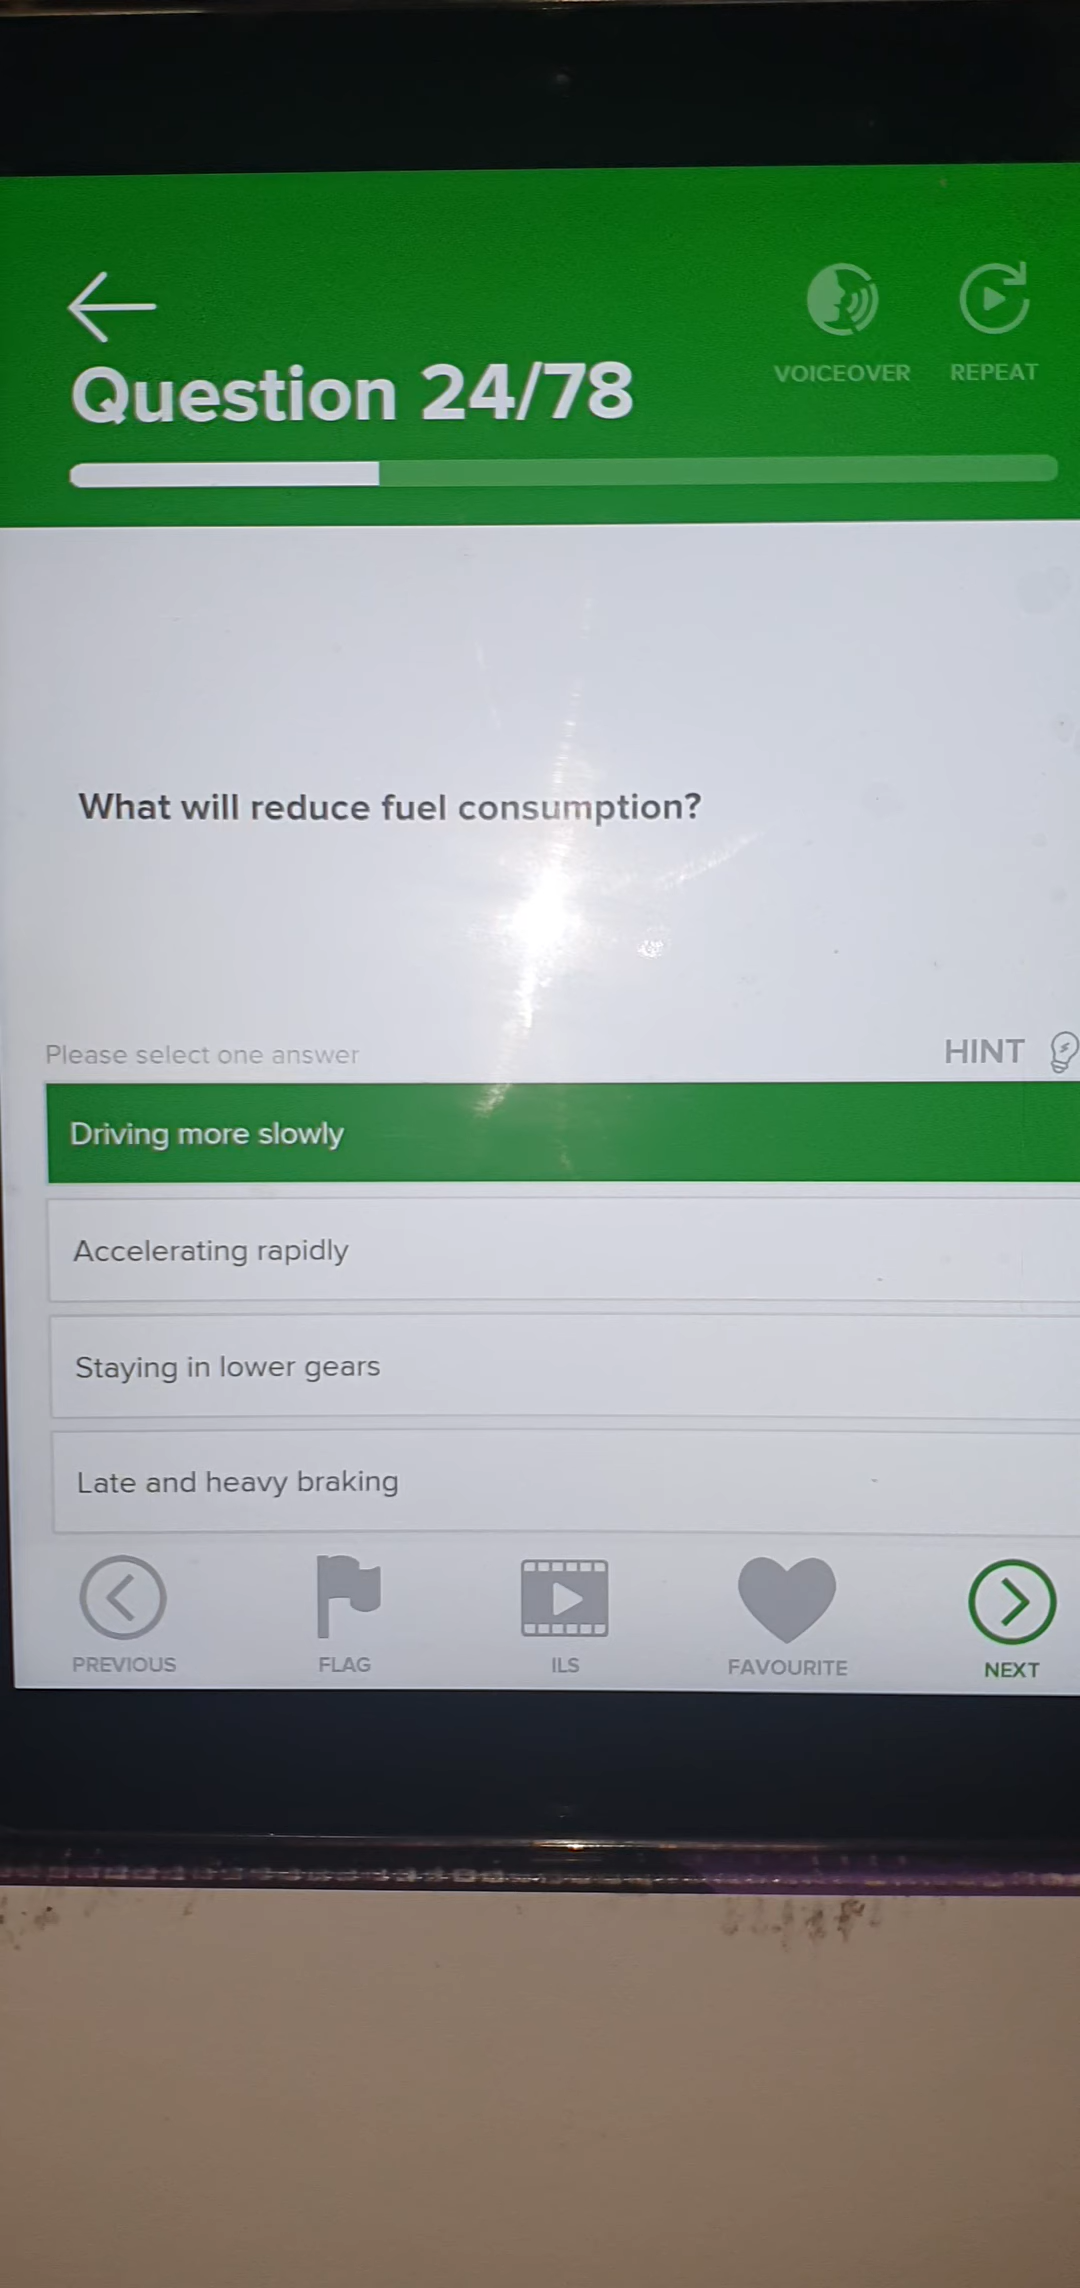 VOICEOVER REPEAT
Question 24/78
What will reduce fuel consumption?
Please select one answer
HINT
Driving more slowly
Accelerating rapidly
Staying in lower gears
Late and heavy braking
PREVIOUS FLAG ILS FAVOURITE NEXT